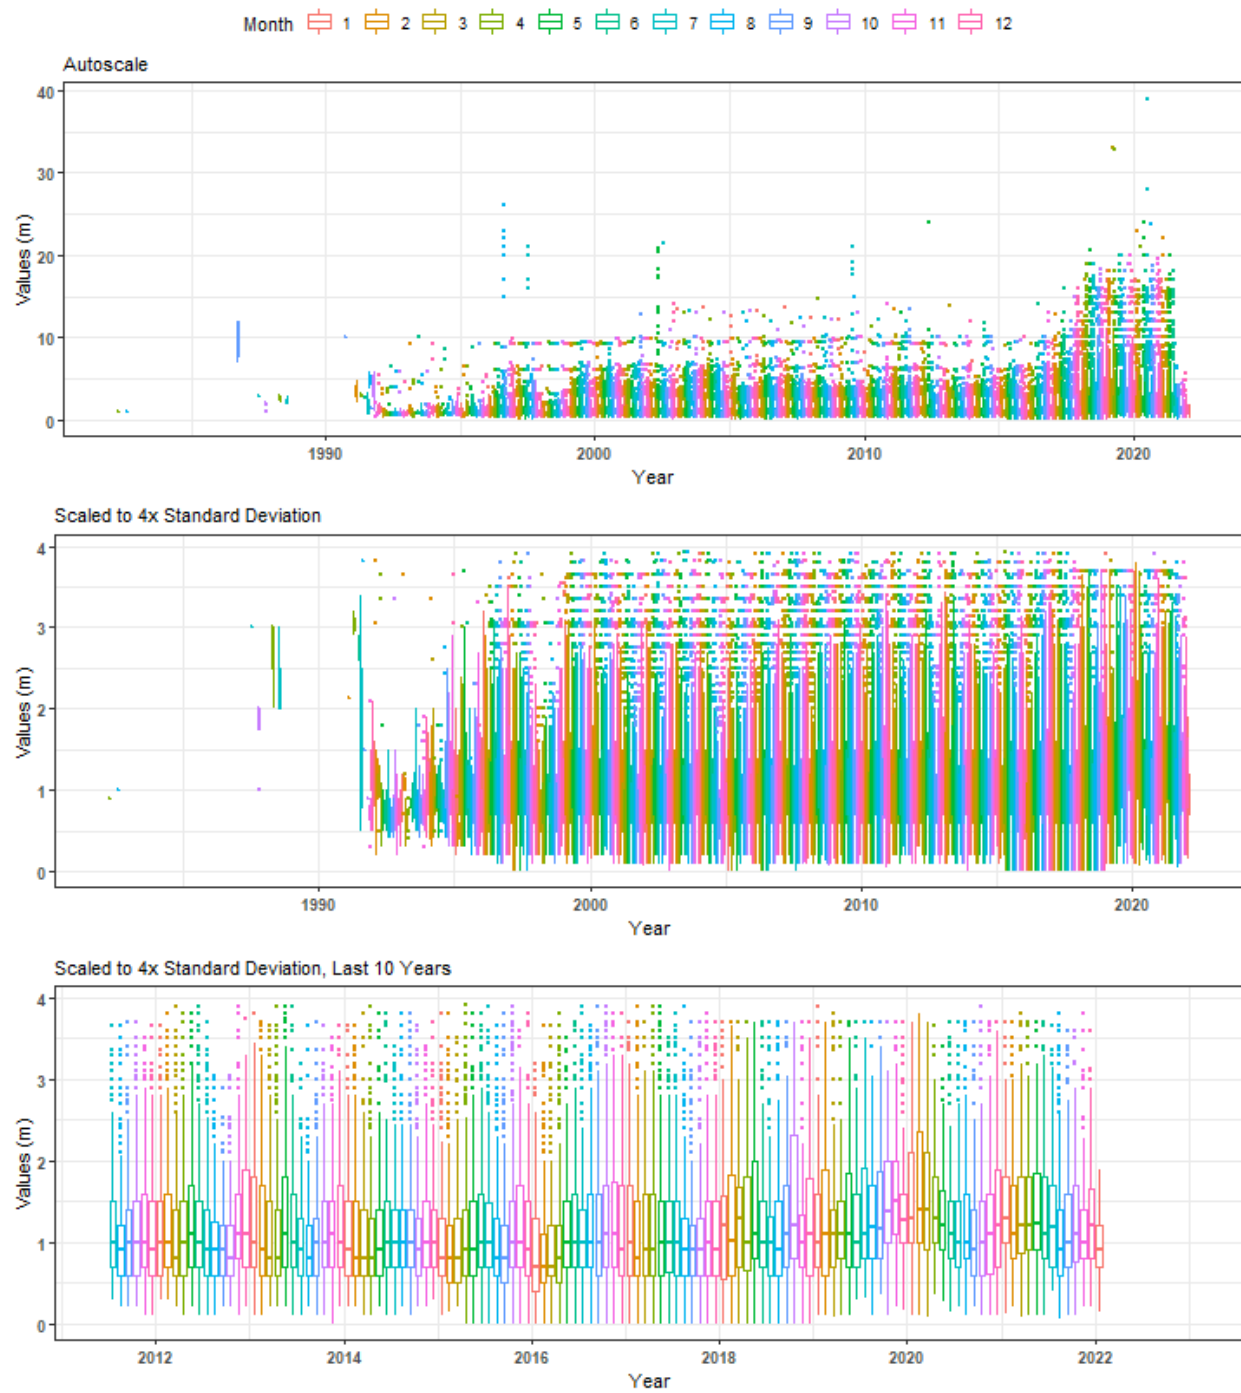 Month 1 2 3 4 5 6 7 8 9 10 11 12
Autoscale
40
30
20
10
0
Values (m)
1990 2000 2010 2020
Year
Scaled to 4x Standard Deviation
4
3
2
1
0
Values (m)
1990 2000 2010 2020
Year
Scaled to 4x Standard Deviation, Last 10 Years
4
3
2
1
0
Values (m)
2012 2014 2016 2018 2020 2022
Year